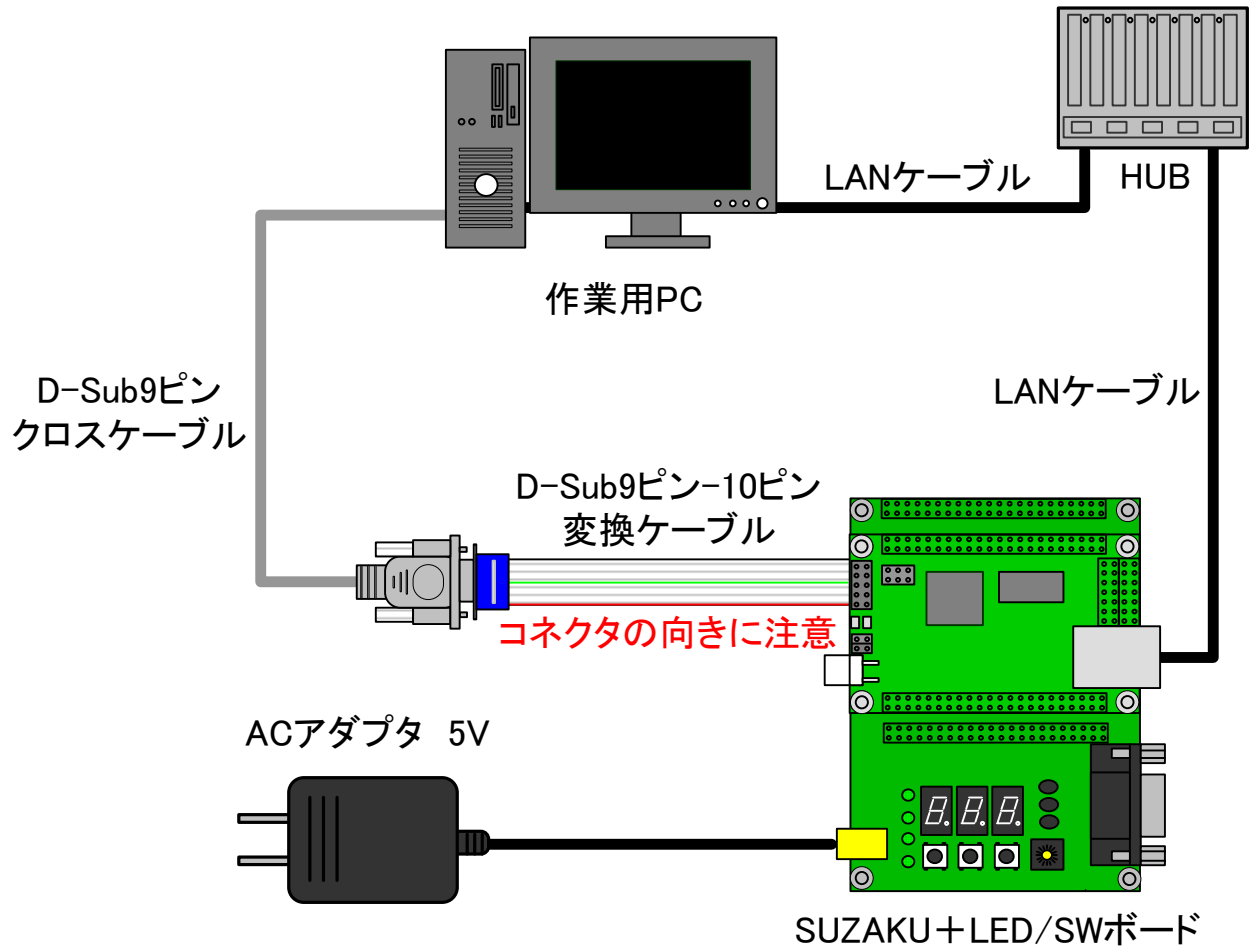 LANケーブル
HUB
作業用PC
D-Sub9ピン
クロスケーブル
LANケーブル
D-Sub9ピン-10ピン
変換ケーブル
コネクタの向きに注意
ACアダプタ 5V
SUZAKU+LED/SWボード